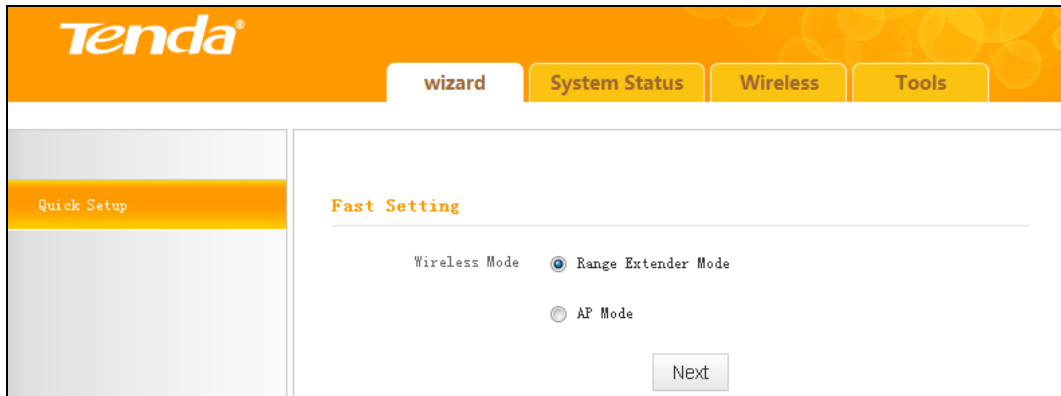 Tenda®
wizard System Status Wireless Tools
Quick Setup
Fast Setting
Wireless Mode Range Extender Mode
AP Mode
Next